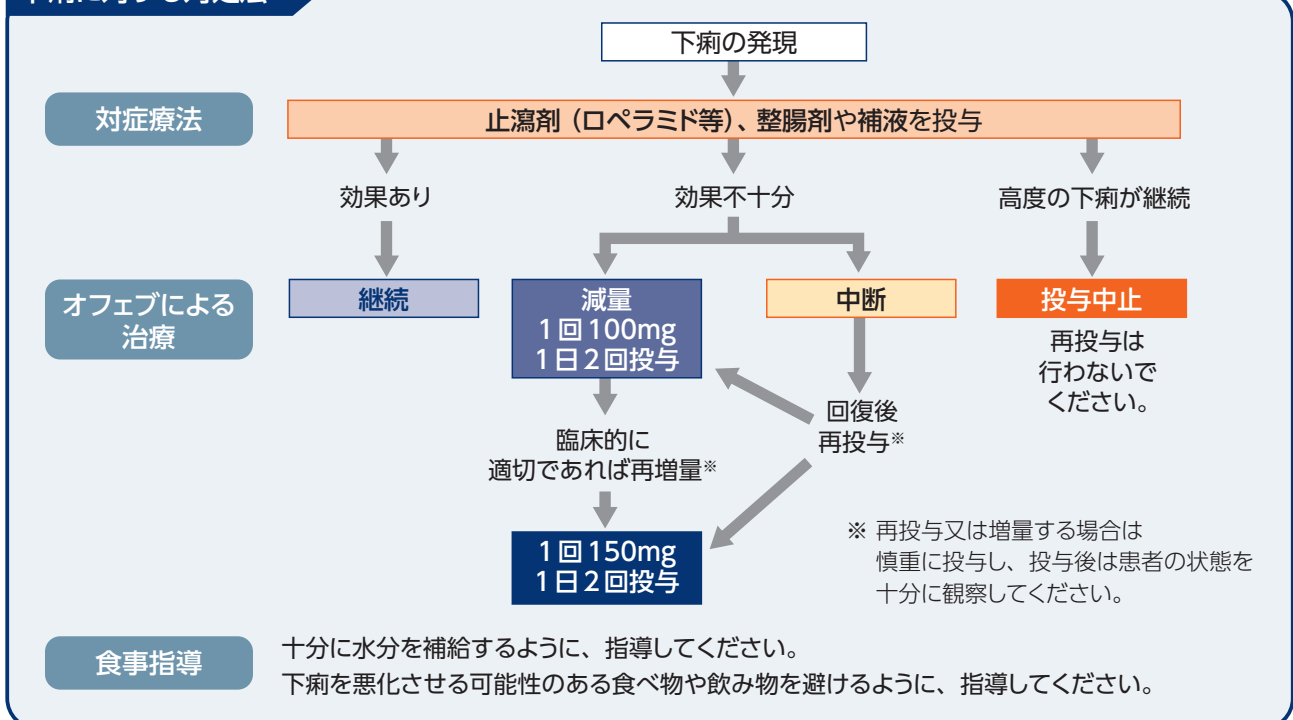 下痢の発現
対症療法
止瀉剤（ロペラミド等）、整腸剤や補液を投与
効果あり
効果不十分
高度の下痢が継続
オフェブによる
治療
継続
減量
1回100mg
1日2回投与
中断
投与中止
再投与は
行わないで
ください。
臨床的に
適切であれば再増量※
回復後
再投与※
1回150mg
1日2回投与
※ 再投与又は増量する場合は
慎重に投与し、投与後は患者の状態を
十分に観察してください。
食事指導
十分に水分を補給するように、指導してください。
下痢を悪化させる可能性のある食べ物や飲み物を避けるように、指導してください。